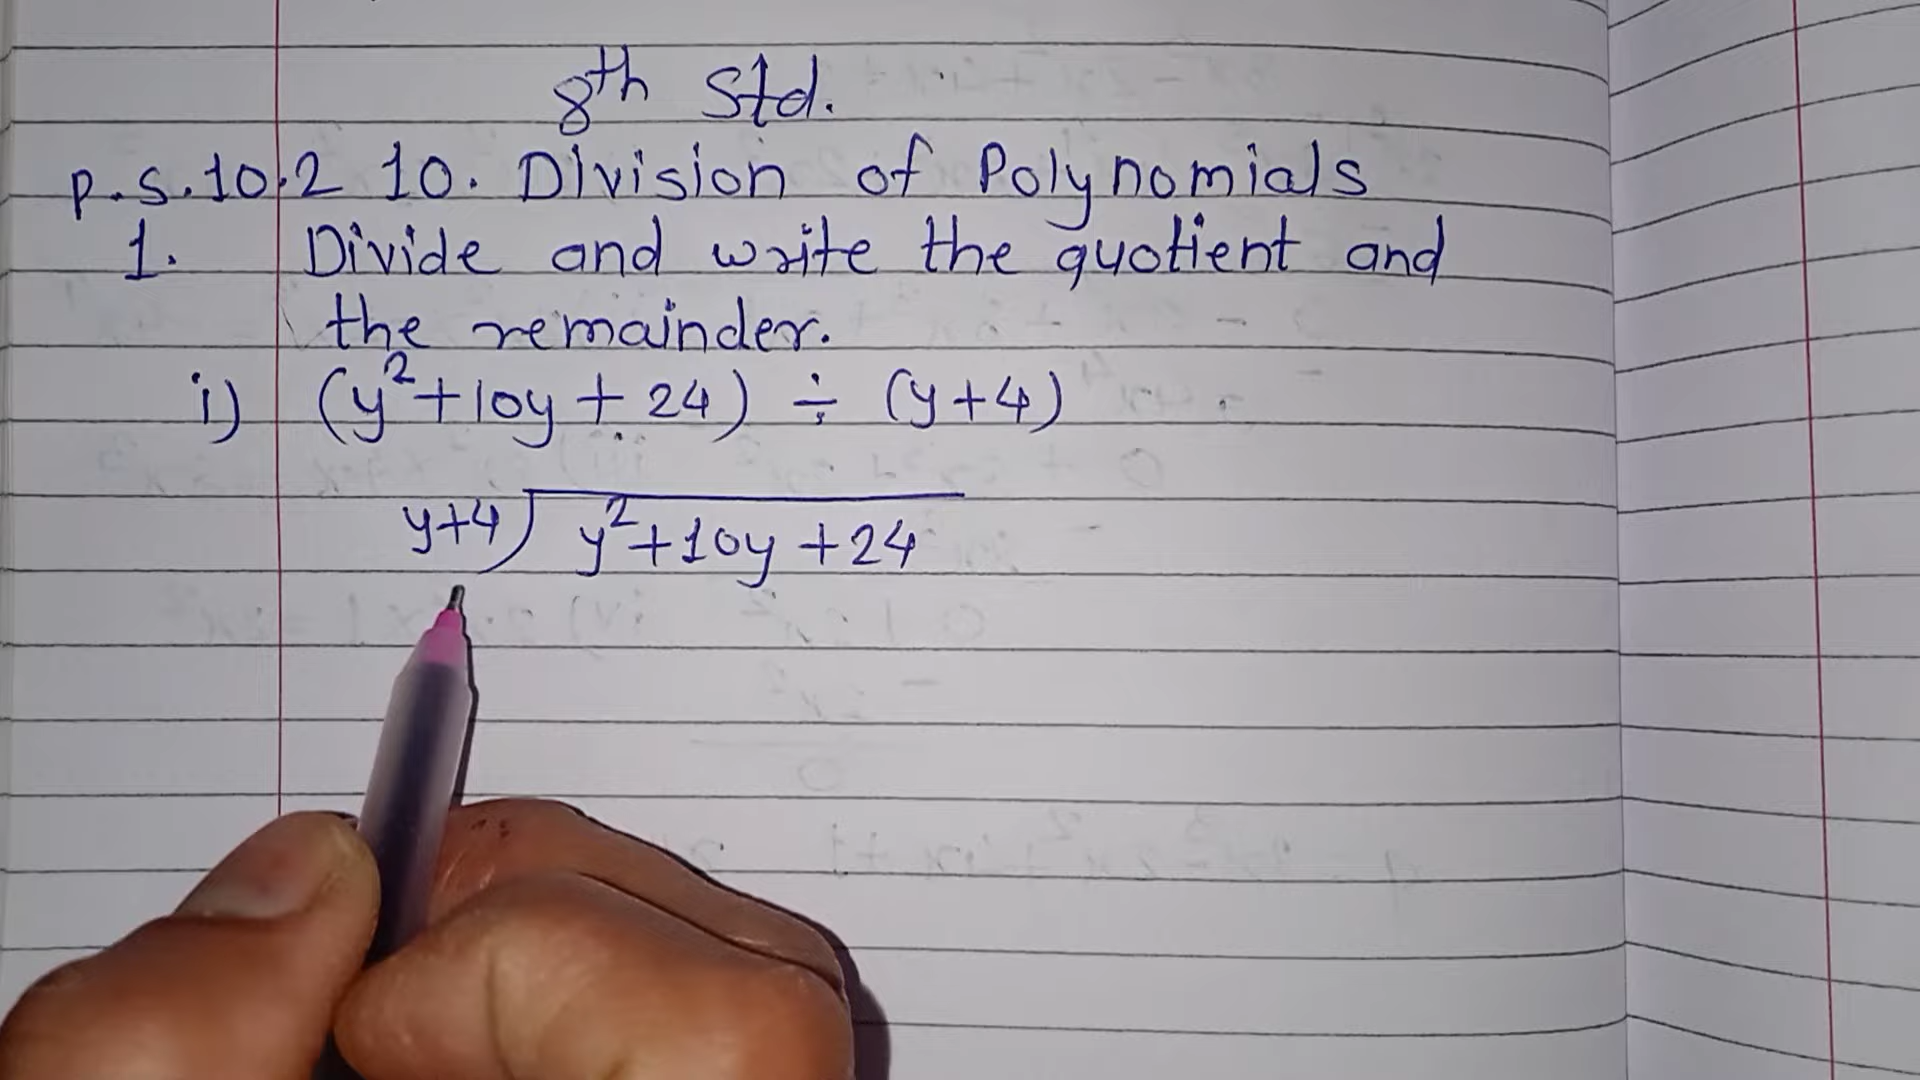 8th Std.
P.S.10.2 10. Division of Polynomials
1. Divide and write the quotient and
the remainder.
i) (y²+10y+24) ÷ (y+4)
y+4) y²+10y+24